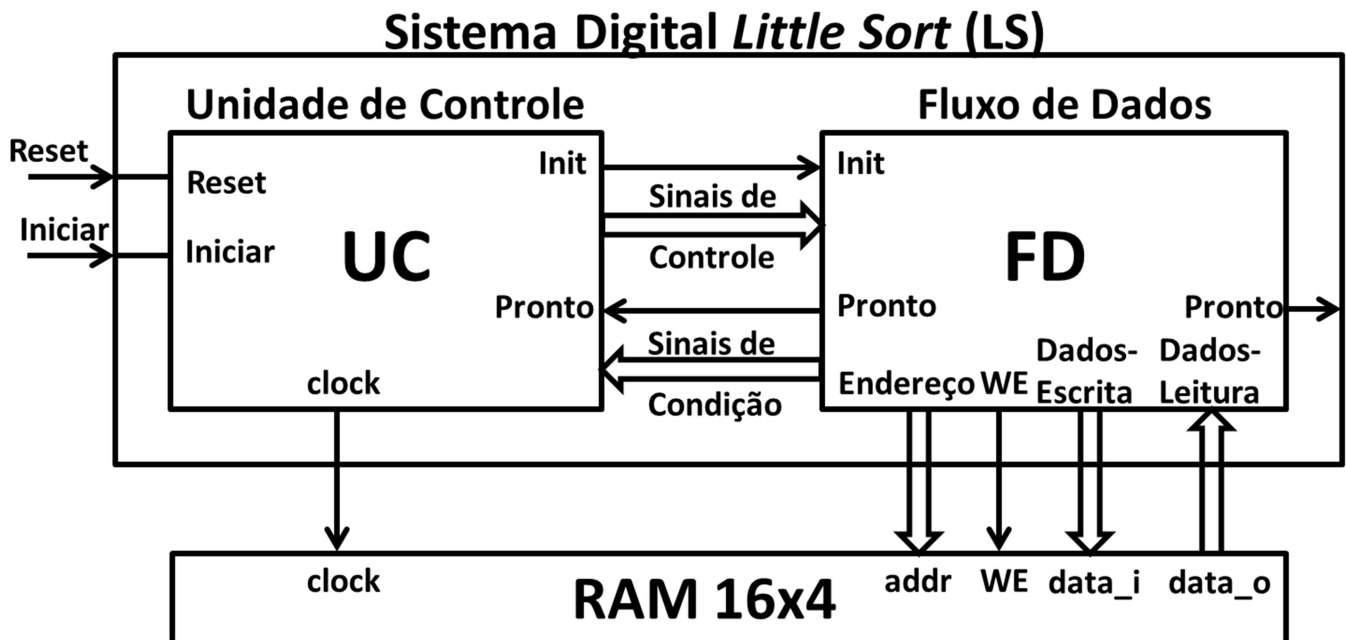 Sistema Digital Little Sort (LS)
Unidade de Controle
Fluxo de Dados
Reset
Iniciar
Reset
Iniciar
UC
Init
Pronto
clock
Init
Sinais de
Controle
Sinais de
Condição
FD
Pronto
Pronto
Endereço WE
Dados-
Escrita
Dados-
Leitura
clock
RAM 16x4
addr WE data_i data_o